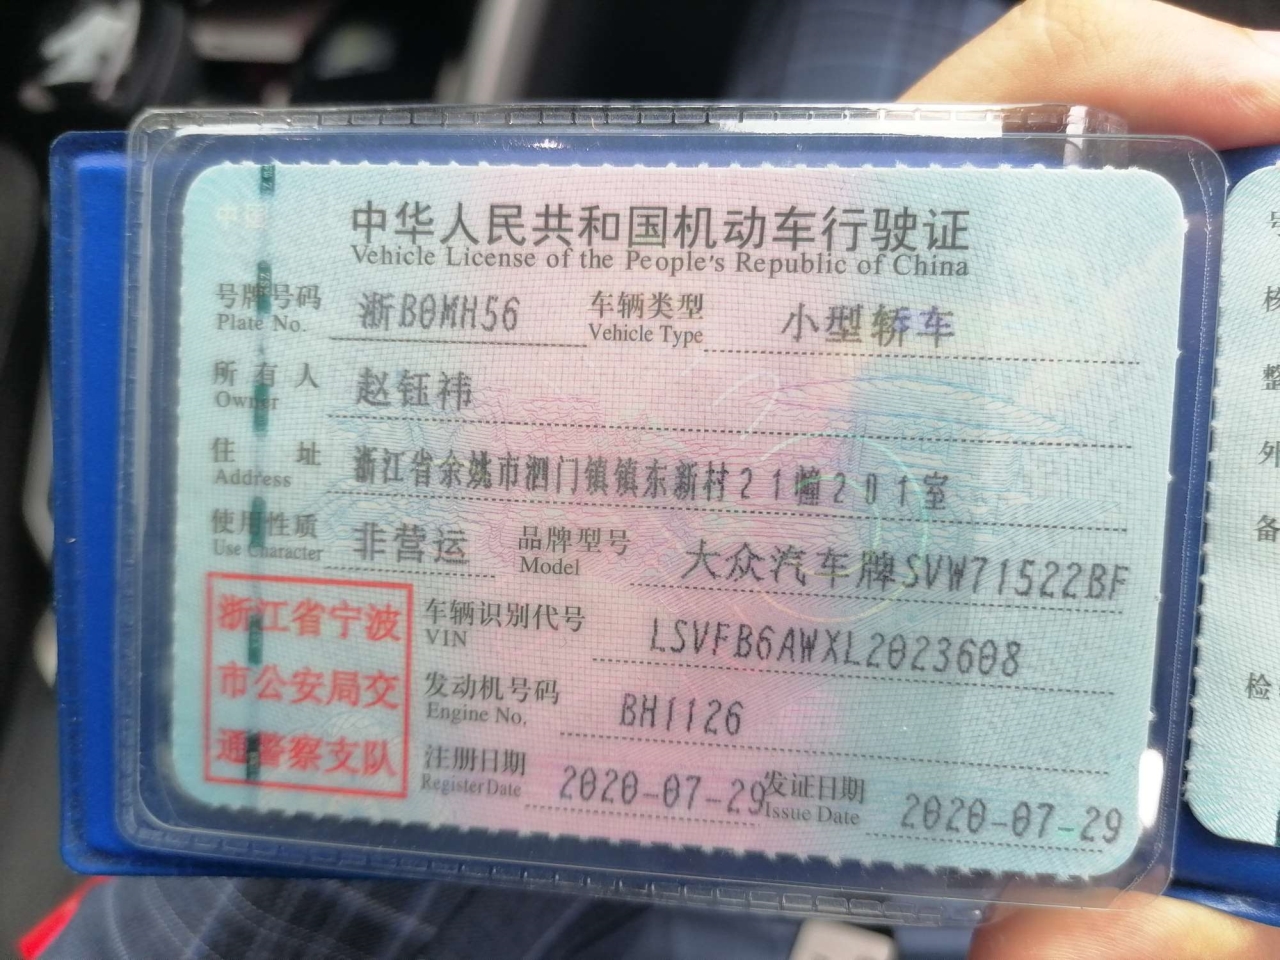 中华人民共和国机动车行驶证
Vehicle License of the People's Republic of China
号牌号码 浙B0MH56 车辆类型 小型轿车
Plate No. Vehicle Type
所有人 赵钰祎
Owner
住址 浙江省余姚市泗门镇镇东新村21幢201室
Address
使用性质 非营运 品牌型号 大众汽车牌SVW71522BF
Use Character Model
浙江省宁波
市公安局交
通警察支队
车辆识别代号 LSVFB6AWXL2023608
VIN
发动机号码 BH1126
Engine No.
注册日期 2020-07-29 发证日期 2020-07-29
Register Date Issue Date
号
核
整
外
备
检